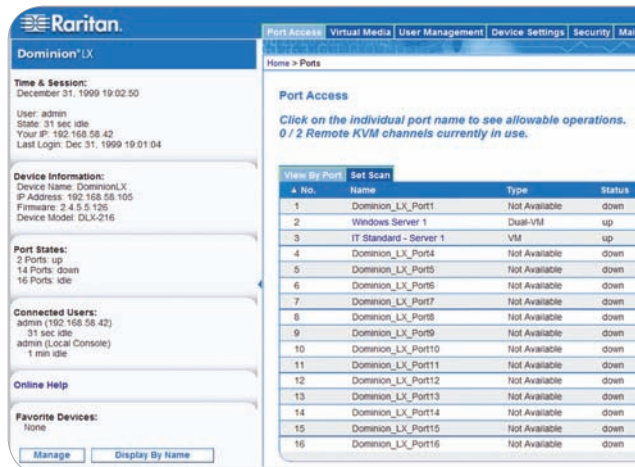 Raritan.
Dominion® LX
Time & Session:
December 31, 1999 19:02:50
User: admin
State: 31 sec idle
Your IP: 192.168.58.42
Last Login: Dec 31, 1999 19:01:04
Device Information:
Device Name: DominionLX
IP Address: 192.168.58.105
Firmware: 2.4.5.5.126
Device Model: DLX-216
Port States:
2 Ports: up
14 Ports: down
16 Ports: idle
Connected Users:
admin (192.168.58.42)
31 sec idle
admin (Local Console)
1 min idle
Online Help
Favorite Devices:
None
Manage Display By Name
Port Access Virtual Media User Management Device Settings Security Mai
Home > Ports
Port Access
Click on the individual port name to see allowable operations.
0 / 2 Remote KVM channels currently in use.
View By Port Set Scan
▲ No. Name Type Status
1 Dominion_LX_Port1 Not Available down
2 Windows Server 1 Dual-VM up
3 IT Standard - Server 1 VM up
4 Dominion_LX_Port4 Not Available down
5 Dominion_LX_Port5 Not Available down
6 Dominion_LX_Port6 Not Available down
7 Dominion_LX_Port7 Not Available down
8 Dominion_LX_Port8 Not Available down
9 Dominion_LX_Port9 Not Available down
10 Dominion_LX_Port10 Not Available down
11 Dominion_LX_Port11 Not Available down
12 Dominion_LX_Port12 Not Available down
13 Dominion_LX_Port13 Not Available down
14 Dominion_LX_Port14 Not Available down
15 Dominion_LX_Port15 Not Available down
16 Dominion_LX_Port16 Not Available down